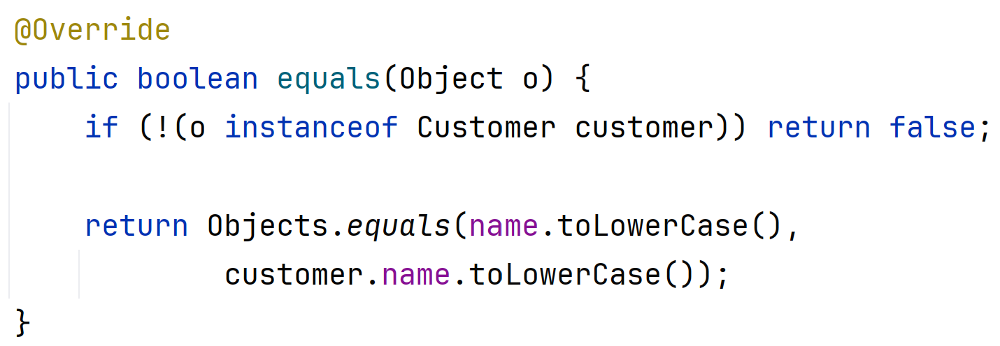 @Override
public boolean equals(Object o) {
    if (!(o instanceof Customer customer)) return false;

    return Objects.equals(name.toLowerCase(),
            customer.name.toLowerCase());
}